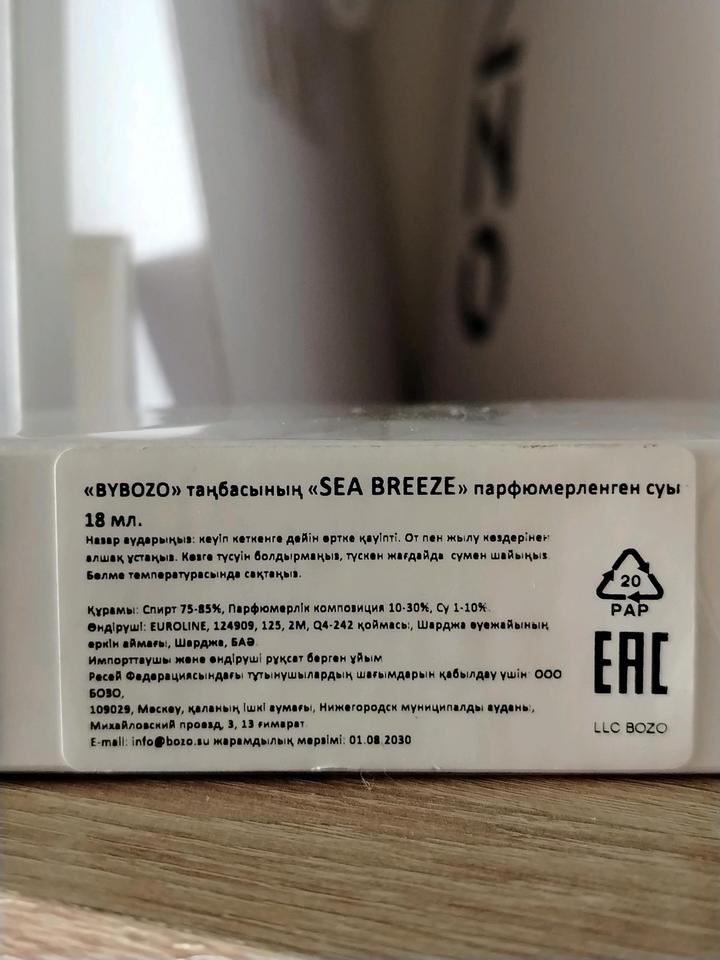 NO
«BYBOZO» таңбасының «SEA BREEZE» парфюмерленген суы
18 мл.
Назар аударыңыз: кеуіп кеткенге дейін өртке қауіпті. От пен жылу көздерінен
алшақ ұстаңыз. Көзге түсуін болдырмаңыз, түскен жағдайда сумен шайыңыз.
Бөлме температурасында сақтаңыз.
Құрамы: Спирт 75-85%, Парфюмерлік композиция 10-30%, Су 1-10%.
Өндіруші: EUROLINE, 124909, 125, 2M, Q4-242 қоймасы, Шарджа әуежайының
еркін аймағы, Шарджа, БАӘ.
Импорттаушы және өндіруші рұқсат берген ұйым
Ресей Федерациясындағы тұтынушылардың шағымдарын қабылдау үшін: ООО
БОЗО,
109029, Мәскеу, қаланың ішкі аумағы, Нижегородск муниципалды ауданы,
Михайловский проезд, 3, 13 ғимарат.
E-mail: info@bozo.su жарамдылық мерзімі: 01.08.2030
20
PAP
EAC
LLC BOZO